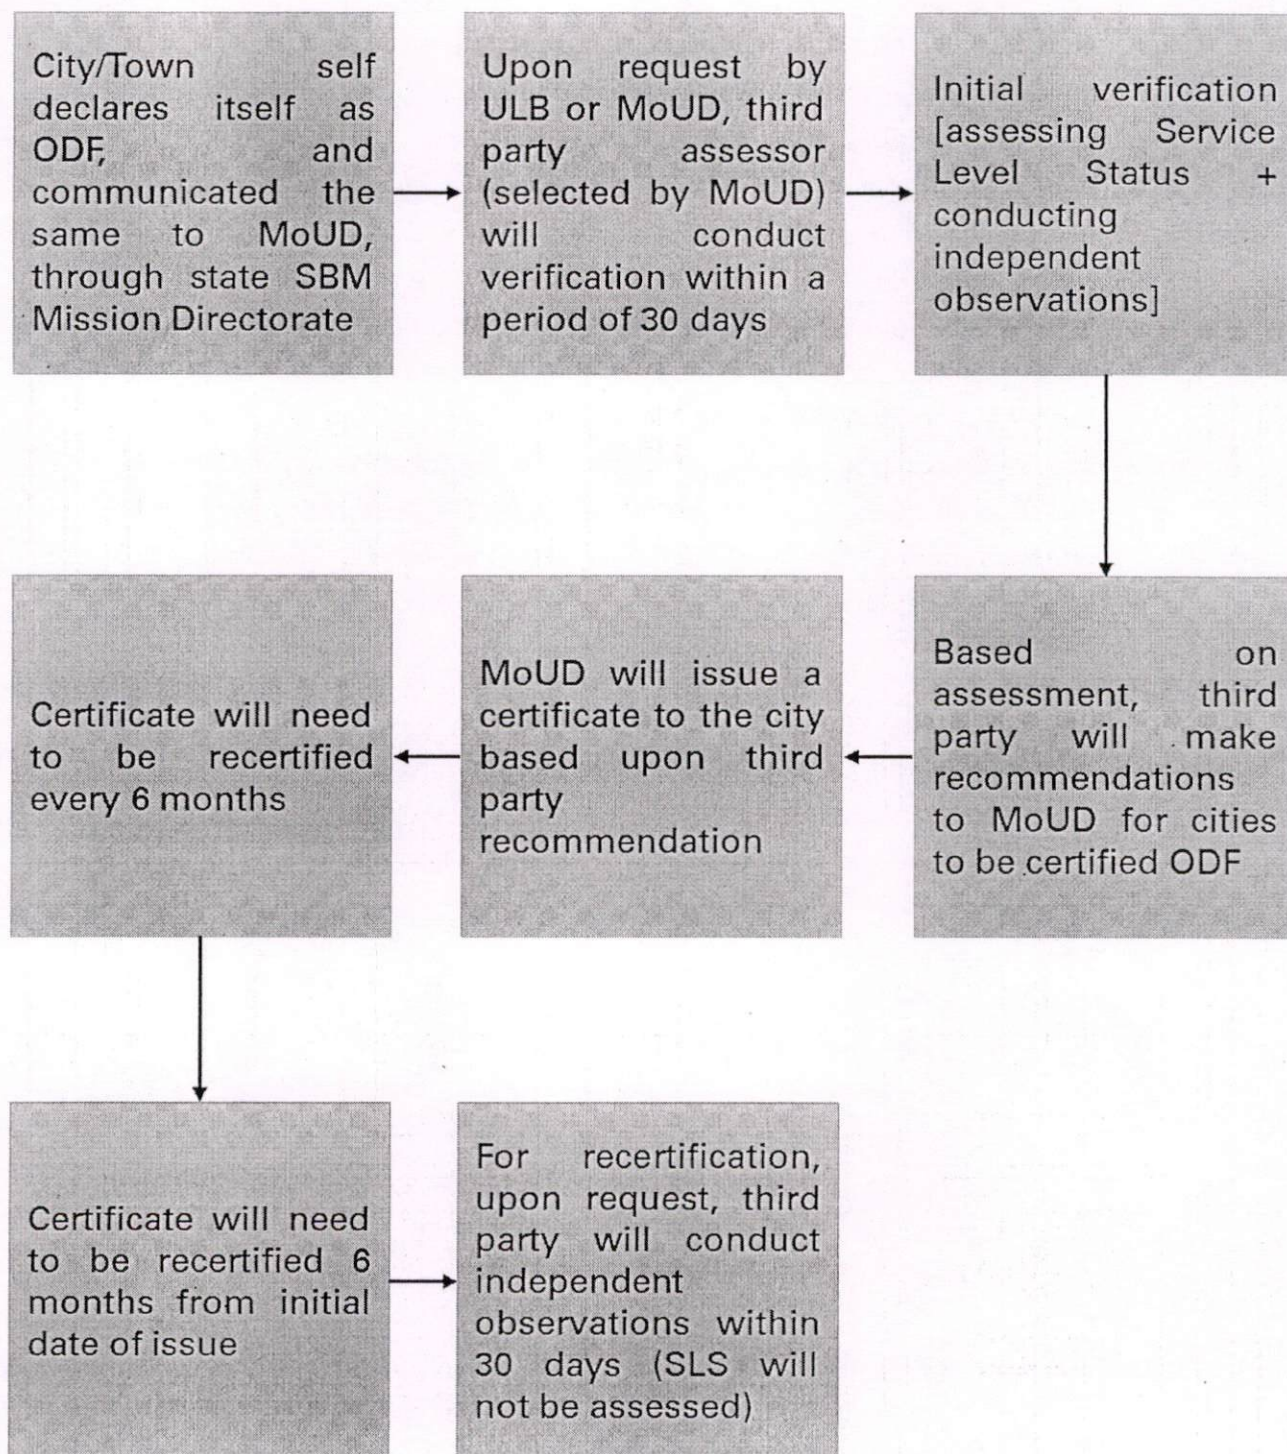 City/Town self
declares itself as
ODF, and
communicated the
same to MoUD,
through state SBM
Mission Directorate
Upon request by
ULB or MoUD, third
party assessor
(selected by MoUD)
will conduct
verification within a
period of 30 days
Initial verification
[assessing Service
Level Status +
conducting
independent
observations]
Based on
assessment, third
party will make
recommendations
to MoUD for cities
to be certified ODF
MoUD will issue a
certificate to the city
based upon third
party
recommendation
Certificate will need
to be recertified
every 6 months
Certificate will need
to be recertified 6
months from initial
date of issue
For recertification,
upon request, third
party will conduct
independent
observations within
30 days (SLS will
not be assessed)